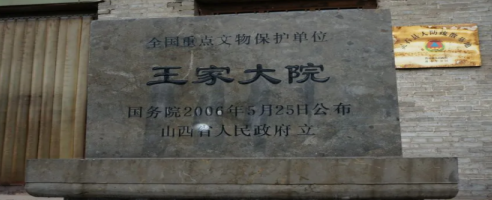 全国重点文物保护单位
王家大院
国务院2006年5月25日公布
山西省人民政府立